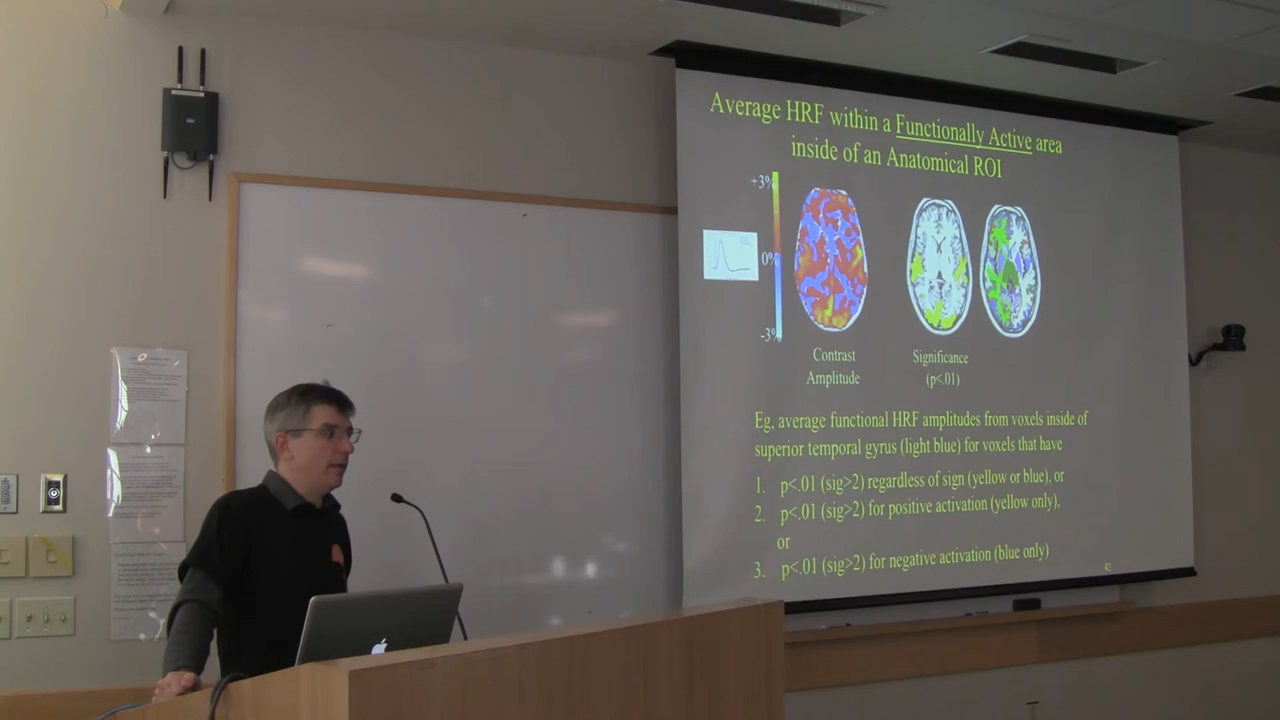 Average HRF within a Functionally Active area
inside of an Anatomical ROI
+3%
0%
-3%
Contrast
Amplitude
Significance
(p<.01)
Eg, average functional HRF amplitudes from voxels inside of
superior temporal gyrus (light blue) for voxels that have
1. p<.01 (sig>2) regardless of sign (yellow or blue), or
2. p<.01 (sig>2) for positive activation (yellow only),
or
3. p<.01 (sig>2) for negative activation (blue only)
42